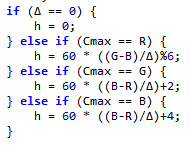 if (Δ == 0) {
    h = 0;
} else if (Cmax == R) {
    h = 60 * ((G-B)/Δ)%6;
} else if (Cmax == G) {
    h = 60 * ((B-R)/Δ)+2;
} else if (Cmax == B) {
    h = 60 * ((B-R)/Δ)+4;
}